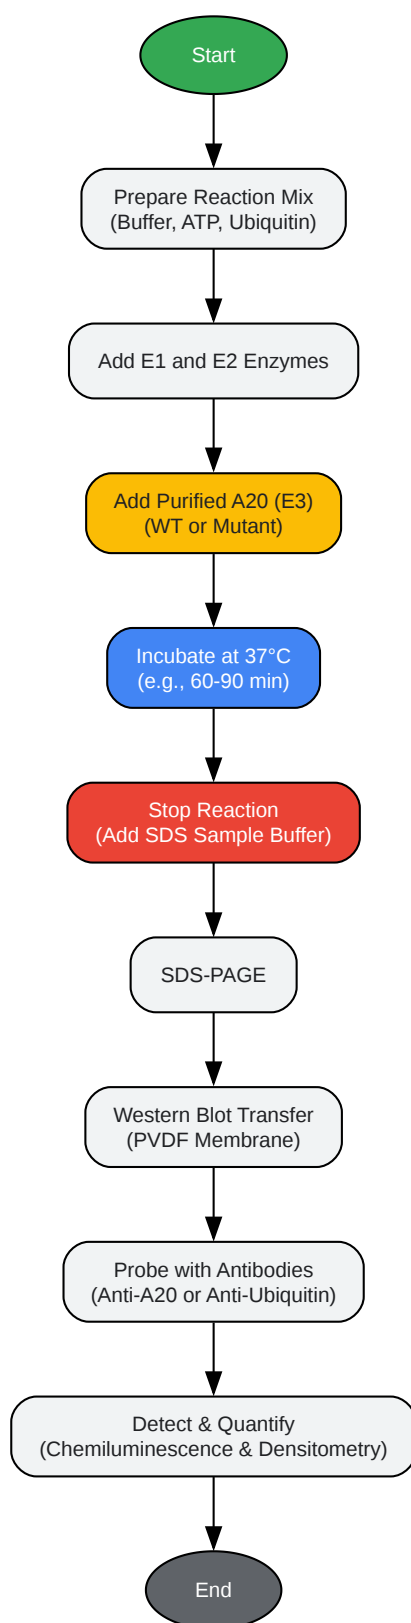 Start
Prepare Reaction Mix
(Buffer, ATP, Ubiquitin)
Add E1 and E2 Enzymes
Add Purified A20 (E3)
(WT or Mutant)
Incubate at 37°C
(e.g., 60-90 min)
Stop Reaction
(Add SDS Sample Buffer)
SDS-PAGE
Western Blot Transfer
(PVDF Membrane)
Probe with Antibodies
(Anti-A20 or Anti-Ubiquitin)
Detect & Quantify
(Chemiluminescence & Densitometry)
End